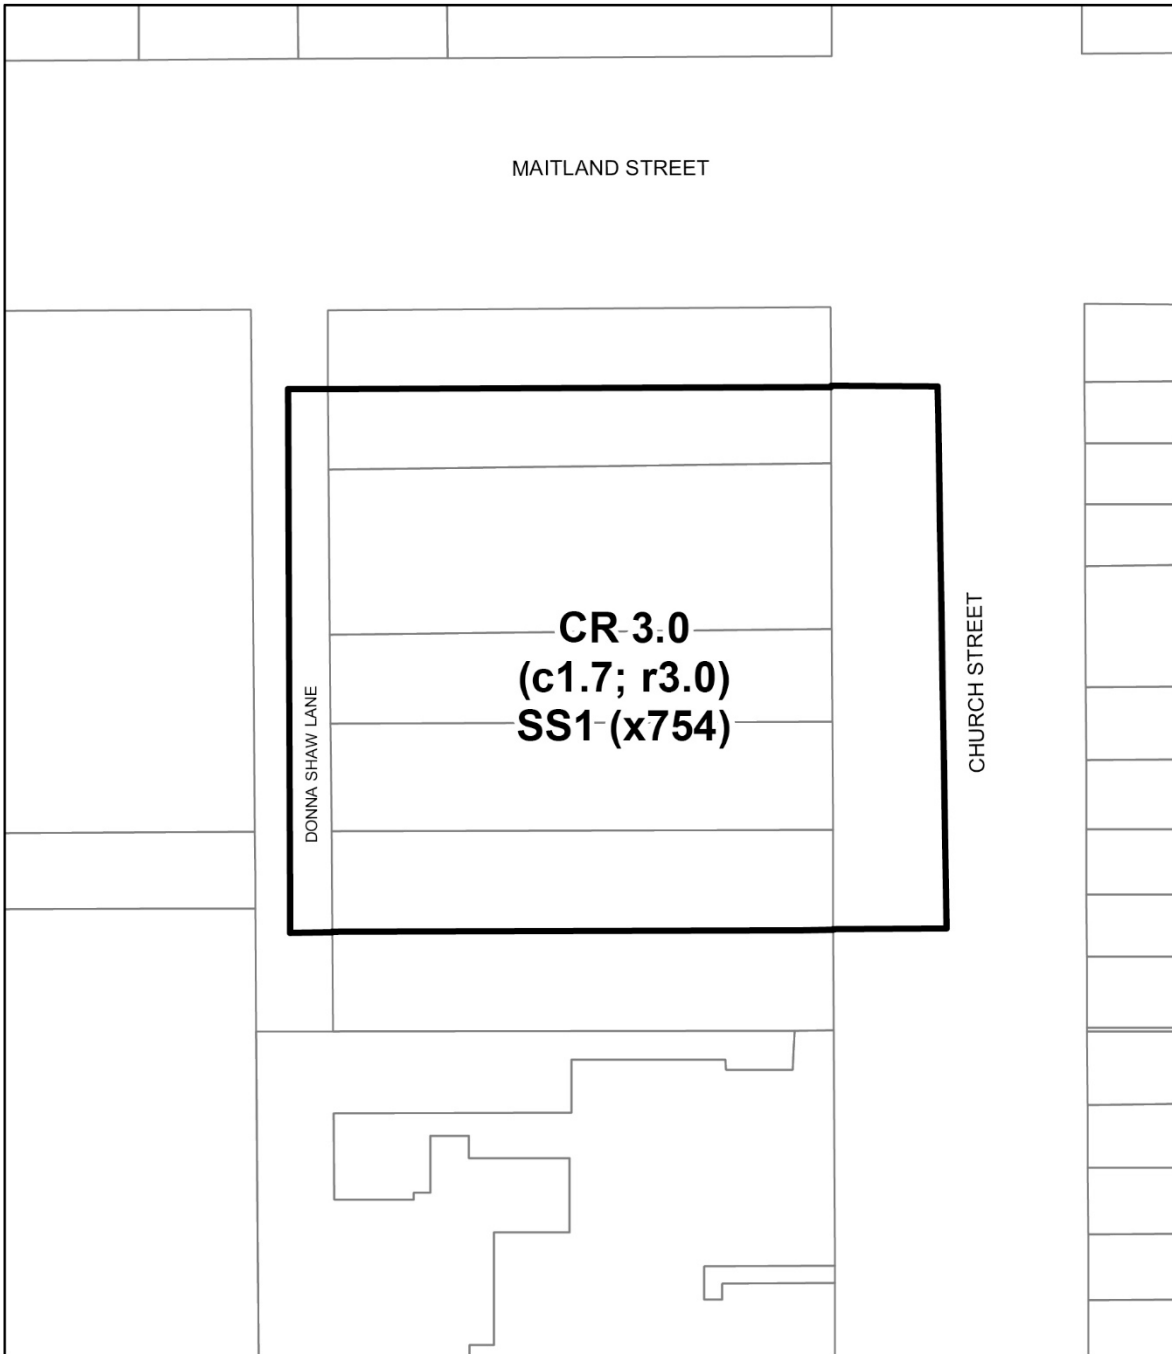 MAITLAND STREET
CR 3.0
(c1.7; r3.0)
SS1 (x754)
DONNA SHAW LANE
CHURCH STREET